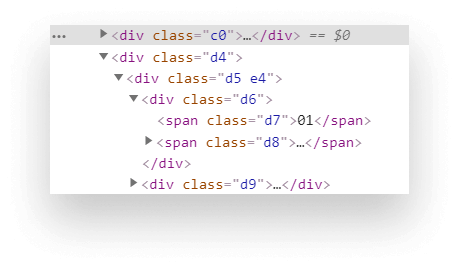 … <div class="c0">…</div> == $0
<div class="d4">
<div class="d5 e4">
<div class="d6">
<span class="d7">01</span>
<span class="d8">…</span>
</div>
<div class="d9">…</div>